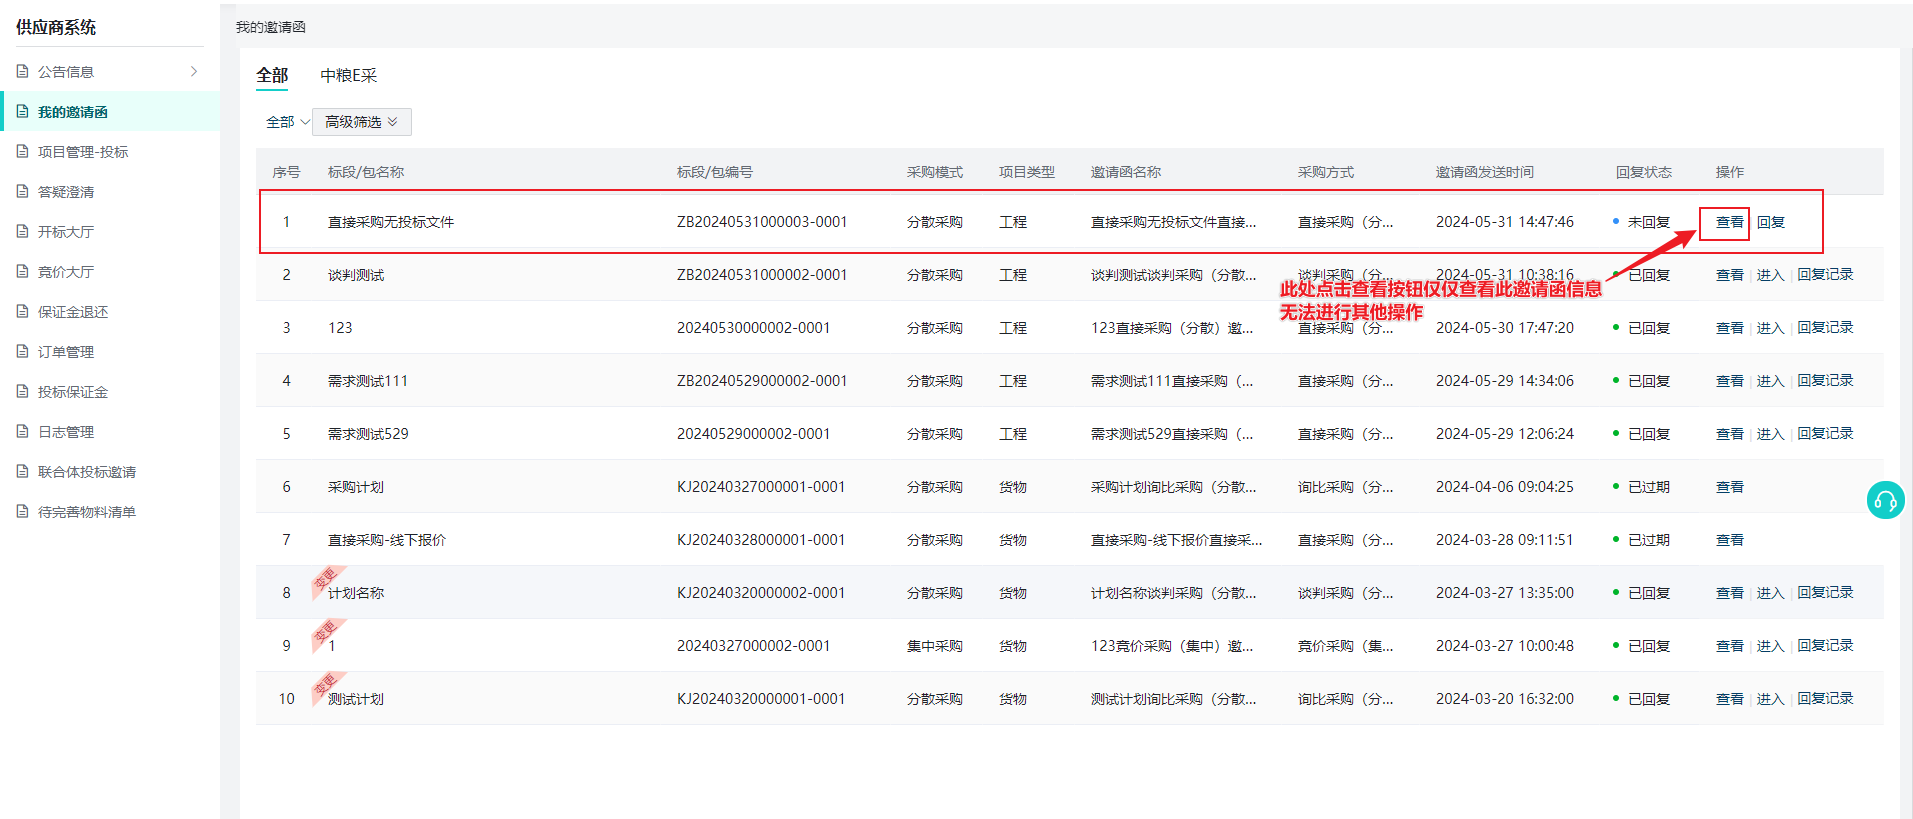 供应商系统
我的邀请函
公告信息
我的邀请函
项目管理-投标
答疑澄清
开标大厅
竞价大厅
保证金退还
订单管理
投标保证金
日志管理
联合体投标邀请
待完善物料清单
全部 中粮E采
全部 高级筛选
序号 标段/包名称 标段/包编号 采购模式 项目类型 邀请函名称 采购方式 邀请函发送时间 回复状态 操作
1 直接采购无投标文件 ZB20240531000003-0001 分散采购 工程 直接采购无投标文件直接... 直接采购（分... 2024-05-31 14:47:46 未回复 查看 回复
2 谈判测试 ZB20240531000002-0001 分散采购 工程 谈判测试谈判采购（分散... 谈判采购（分... 2024-05-31 10:38:16 已回复 查看 进入 回复记录
此处点击查看按钮仅仅查看此邀请函信息
无法进行其他操作
3 123 20240530000002-0001 分散采购 工程 123直接采购（分散）邀... 直接采购（分... 2024-05-30 17:47:20 已回复 查看 进入 回复记录
4 需求测试111 ZB20240529000002-0001 分散采购 工程 需求测试111直接采购（... 直接采购（分... 2024-05-29 14:34:06 已回复 查看 进入 回复记录
5 需求测试529 20240529000002-0001 分散采购 工程 需求测试529直接采购（... 直接采购（分... 2024-05-29 12:06:24 已回复 查看 进入 回复记录
6 采购计划 KJ20240327000001-0001 分散采购 货物 采购计划询比采购（分散... 询比采购（分... 2024-04-06 09:04:25 已过期 查看
7 直接采购-线下报价 KJ20240328000001-0001 分散采购 货物 直接采购-线下报价直接采... 直接采购（分... 2024-03-28 09:11:51 已过期 查看
变更
8 计划名称 KJ20240320000002-0001 分散采购 货物 计划名称谈判采购（分散... 谈判采购（分... 2024-03-27 13:35:00 已回复 查看 进入 回复记录
变更
9 1 20240327000002-0001 集中采购 货物 123竞价采购（集中）邀... 竞价采购（集... 2024-03-27 10:00:48 已回复 查看 进入 回复记录
变更
10 测试计划 KJ20240320000001-0001 分散采购 货物 测试计划询比采购（分散... 询比采购（分... 2024-03-20 16:32:00 已回复 查看 进入 回复记录